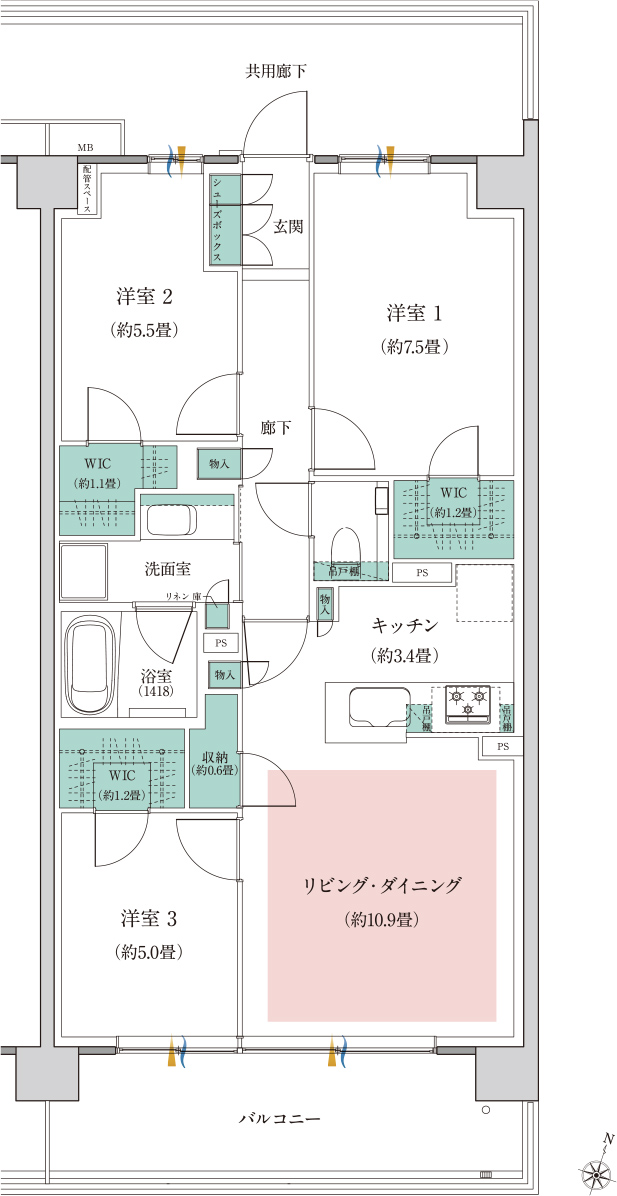 共用廊下
MB
配管スペース
シューズボックス
玄関
洋室 2
(約5.5畳)
洋室 1
(約7.5畳)
廊下
WIC
(約1.1畳)
物入
WIC
(約1.2畳)
洗面室
吊戸棚
PS
リネン庫
物入
キッチン
(約3.4畳)
PS
浴室
(1418)
物入
吊戸棚
吊戸棚
PS
収納
(約0.6畳)
WIC
(約1.2畳)
リビング・ダイニング
(約10.9畳)
洋室 3
(約5.0畳)
バルコニー
N